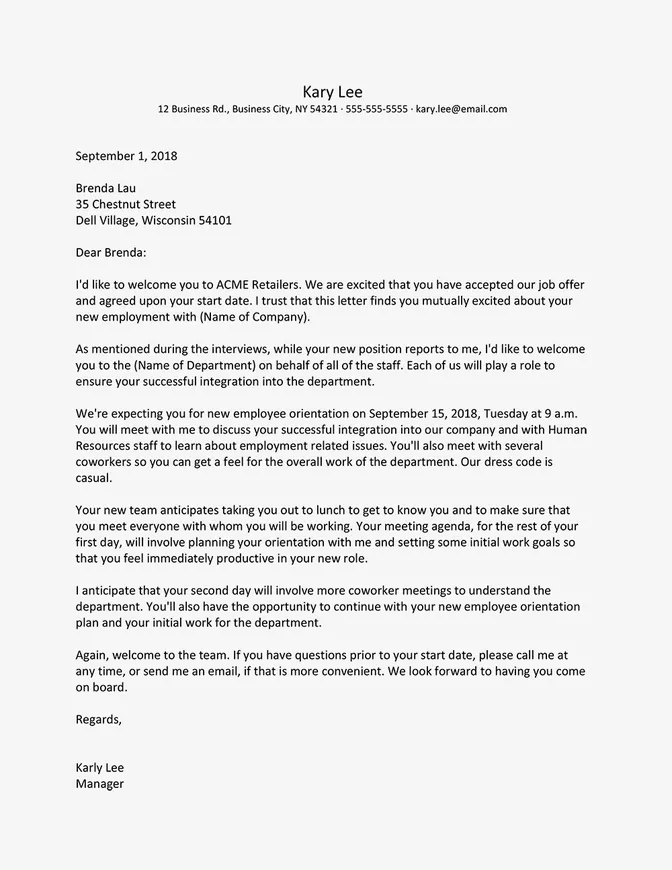 Kary Lee
12 Business Rd., Business City, NY 54321 · 555-555-5555 · kary.lee@email.com
September 1, 2018
Brenda Lau
35 Chestnut Street
Dell Village, Wisconsin 54101
Dear Brenda:
I'd like to welcome you to ACME Retailers. We are excited that you have accepted our job offer
and agreed upon your start date. I trust that this letter finds you mutually excited about your
new employment with (Name of Company).
As mentioned during the interviews, while your new position reports to me, I'd like to welcome
you to the (Name of Department) on behalf of all of the staff. Each of us will play a role to
ensure your successful integration into the department.
We're expecting you for new employee orientation on September 15, 2018, Tuesday at 9 a.m.
You will meet with me to discuss your successful integration into our company and with Human
Resources staff to learn about employment related issues. You'll also meet with several
coworkers so you can get a feel for the overall work of the department. Our dress code is
casual.
Your new team anticipates taking you out to lunch to get to know you and to make sure that
you meet everyone with whom you will be working. Your meeting agenda, for the rest of your
first day, will involve planning your orientation with me and setting some initial work goals so
that you feel immediately productive in your new role.
I anticipate that your second day will involve more coworker meetings to understand the
department. You'll also have the opportunity to continue with your new employee orientation
plan and your initial work for the department.
Again, welcome to the team. If you have questions prior to your start date, please call me at
any time, or send me an email, if that is more convenient. We look forward to having you come
on board.
Regards,
Karly Lee
Manager